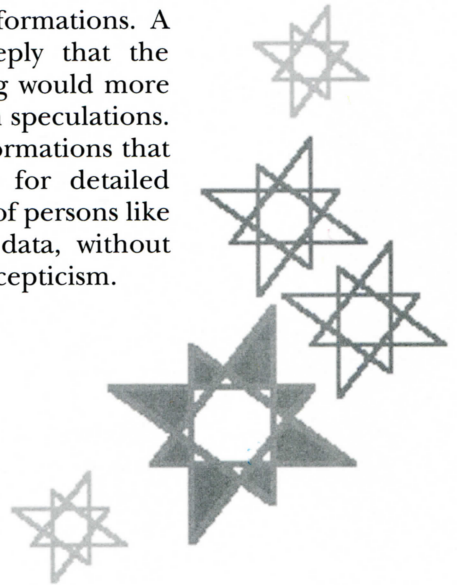 formations. A
eply that the
g would more
speculations.
ormations that
for detailed
of persons like
data, without
cepticism.